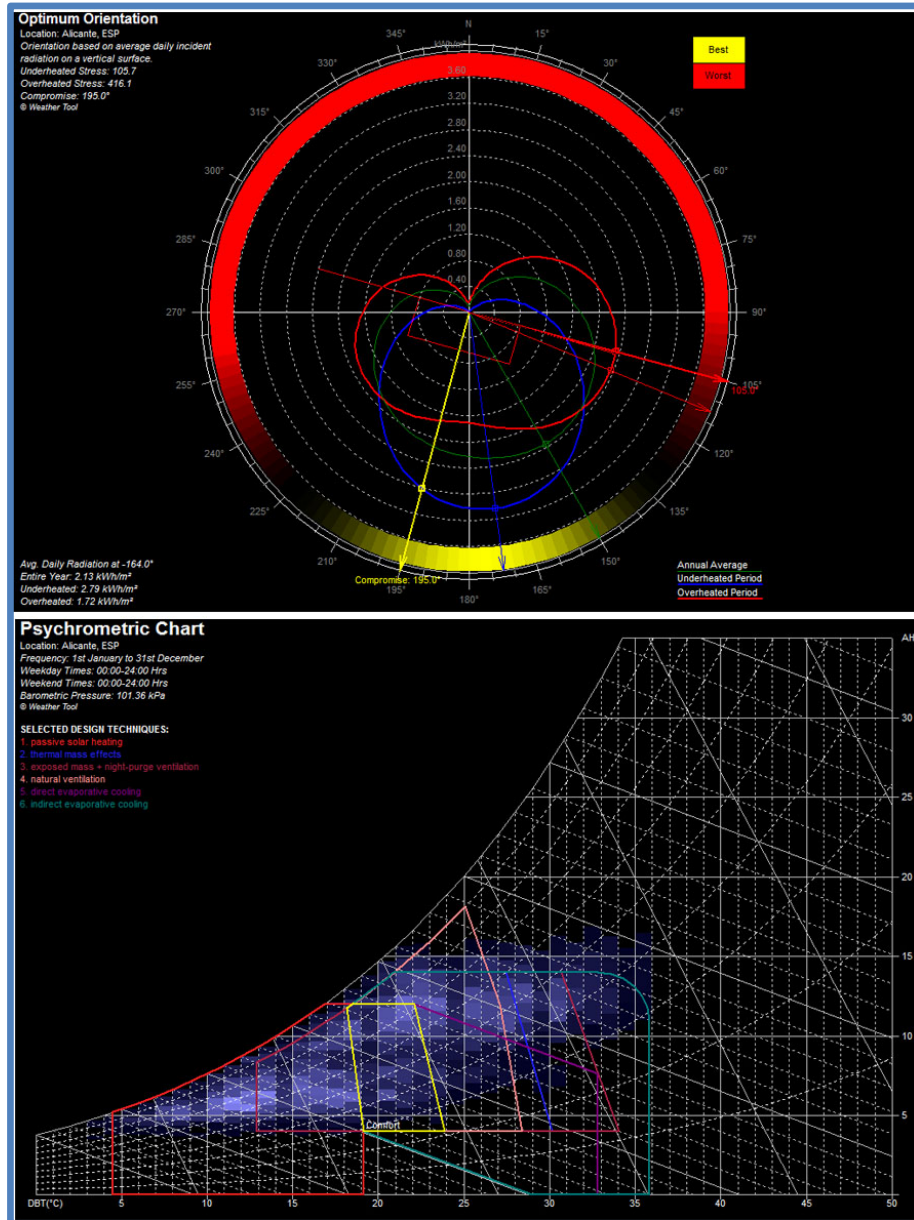 Optimum Orientation
Location: Alicante, ESP
Orientation based on average daily incident
radiation on a vertical surface.
Underheated Stress: 105.7
Overheated Stress: 416.1
Compromise: 195.0°
© Weather Tool
N
15°
30°
45°
60°
75°
90°
105°
120°
135°
150°
165°
180°
195°
210°
225°
240°
255°
270°
285°
300°
315°
330°
345°
kWh/m²
3.60
3.20
2.80
2.40
2.00
1.60
1.20
0.80
0.40
Best
Worst
105.0°
Compromise: 195.0°
Avg. Daily Radiation at -164.0°
Entire Year: 2.13 kWh/m²
Underheated: 2.79 kWh/m²
Overheated: 1.72 kWh/m²
Annual Average
Underheated Period
Overheated Period
Psychrometric Chart
Location: Alicante, ESP
Frequency: 1st January to 31st December
Weekday Times: 00:00-24:00 Hrs
Weekend Times: 00:00-24:00 Hrs
Barometric Pressure: 101.36 kPa
© Weather Tool
SELECTED DESIGN TECHNIQUES:
1. passive solar heating
2. thermal mass effects
3. exposed mass + night-purge ventilation
4. natural ventilation
5. direct evaporative cooling
6. indirect evaporative cooling
AH
30
25
20
15
10
5
Comfort
DBT(°C)
5
10
15
20
25
30
35
40
45
50